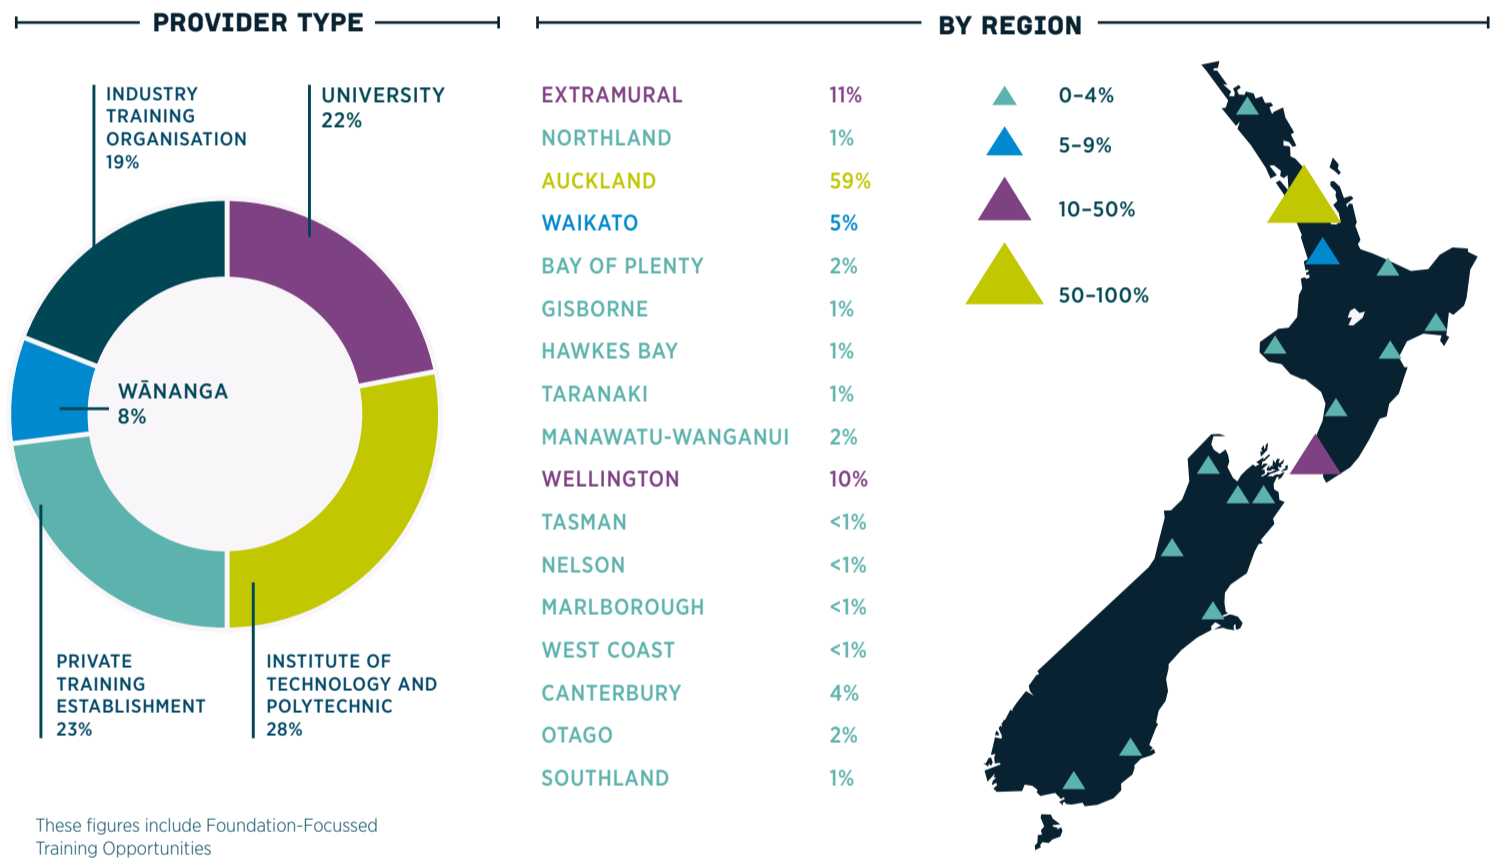 PROVIDER TYPE
INDUSTRY
TRAINING
ORGANISATION
19%
UNIVERSITY
22%
WĀNANGA
8%
PRIVATE
TRAINING
ESTABLISHMENT
23%
INSTITUTE OF
TECHNOLOGY AND
POLYTECHNIC
28%
These figures include Foundation-Focussed
Training Opportunities
BY REGION
EXTRAMURAL 11%
NORTHLAND 1%
AUCKLAND 59%
WAIKATO 5%
BAY OF PLENTY 2%
GISBORNE 1%
HAWKES BAY 1%
TARANAKI 1%
MANAWATU-WANGANUI 2%
WELLINGTON 10%
TASMAN <1%
NELSON <1%
MARLBOROUGH <1%
WEST COAST <1%
CANTERBURY 4%
OTAGO 2%
SOUTHLAND 1%
0–4%
5–9%
10–50%
50–100%